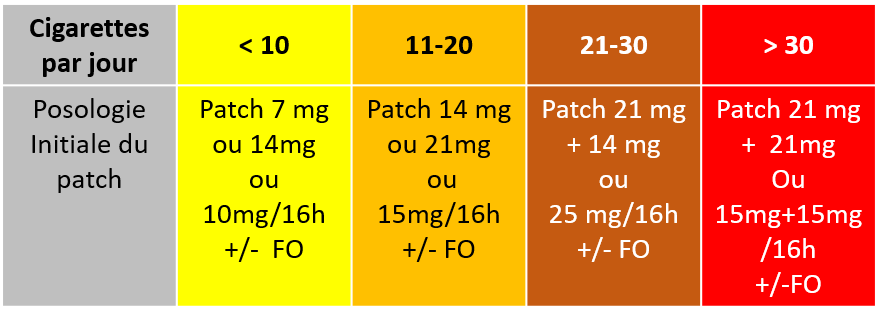 Cigarettes
par jour
< 10
11-20
21-30
> 30
Posologie
Initiale du
patch
Patch 7 mg
ou 14mg
ou
10mg/16h
+/-  FO
Patch 14 mg
ou 21mg
ou
15mg/16h
+/- FO
Patch 21 mg
+ 14 mg
ou
25 mg/16h
+/- FO
Patch 21 mg
+  21mg
Ou
15mg+15mg
/16h
+/-FO